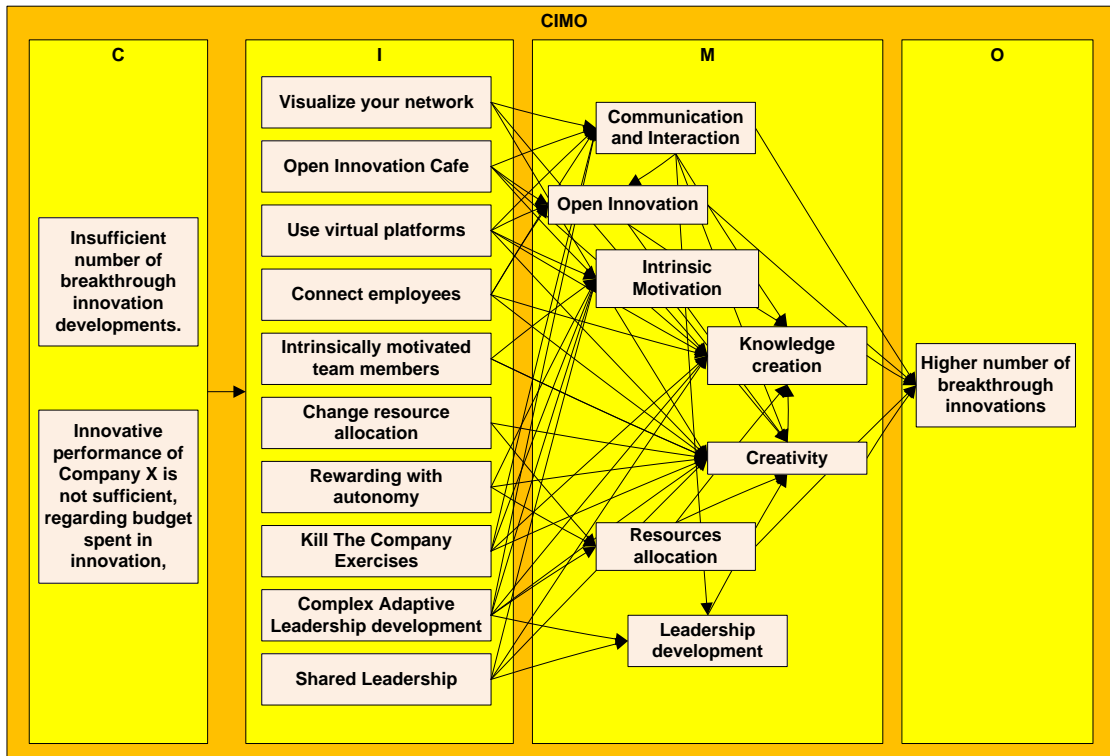 CIMO
C
Insufficient
number of
breakthrough
innovation
developments.
Innovative
performance of
Company X is
not sufficient,
regarding budget
spent in
innovation,
I
Visualize your network
Open Innovation Cafe
Use virtual platforms
Connect employees
Intrinsically motivated
team members
Change resource
allocation
Rewarding with
autonomy
Kill The Company
Exercises
Complex Adaptive
Leadership development
Shared Leadership
M
Communication
and Interaction
Open Innovation
Intrinsic
Motivation
Knowledge
creation
Creativity
Resources
allocation
Leadership
development
O
Higher number of
breakthrough
innovations